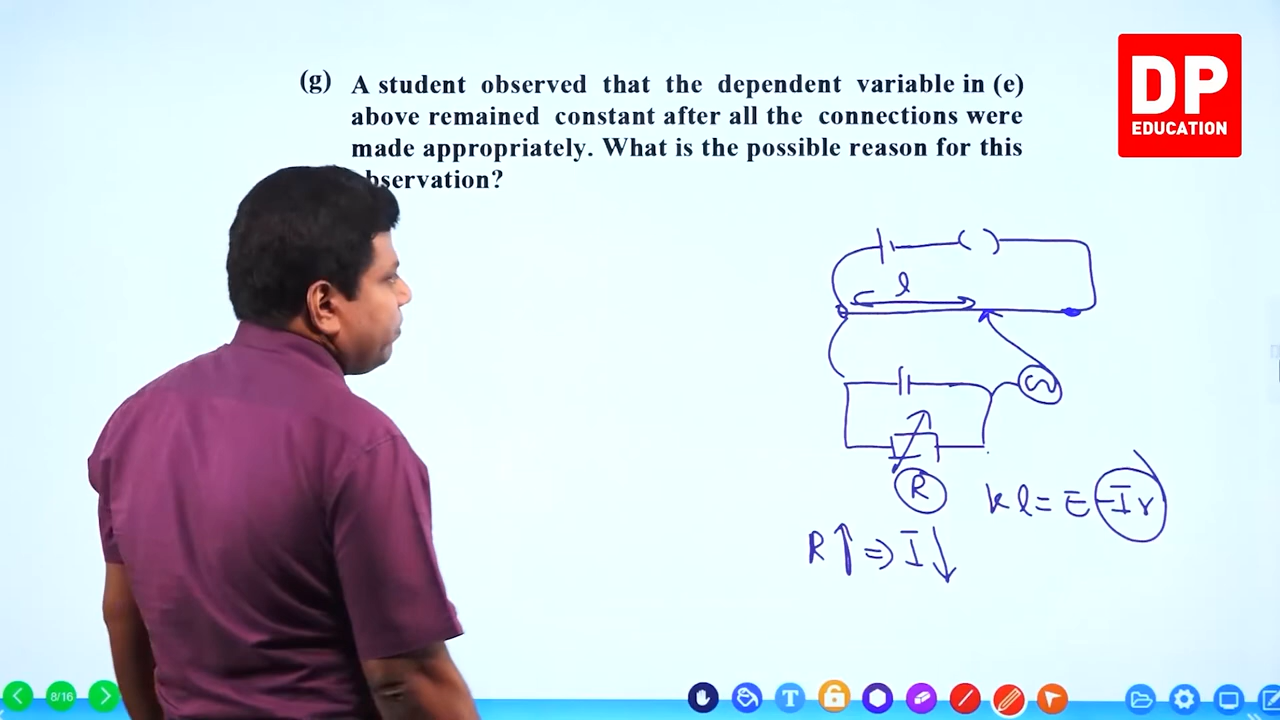 (g) A student observed that the dependent variable in (e)
above remained constant after all the connections were
made appropriately. What is the possible reason for this
bservation?
DP
EDUCATION
l
R
kl = E - Ir
R↑ ⇒ I↓
8/16
T